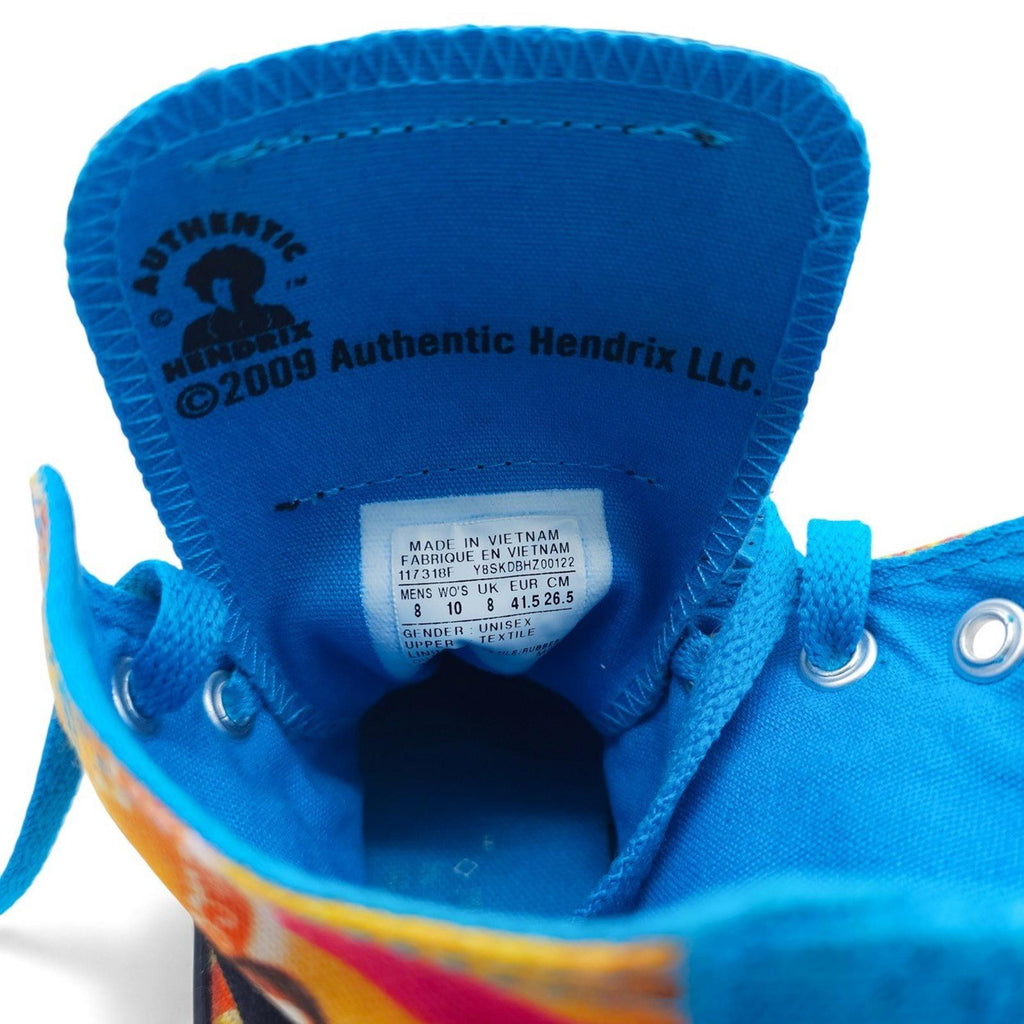 AUTHENTIC
© ™
HENDRIX
©2009 Authentic Hendrix LLC.
MADE IN VIETNAM
FABRIQUE EN VIETNAM
117318F Y8SKDBHZ00122
MENS WO'S UK EUR CM
8 10 8 41.5 26.5
GENDER : UNISEX
UPPER : TEXTILE